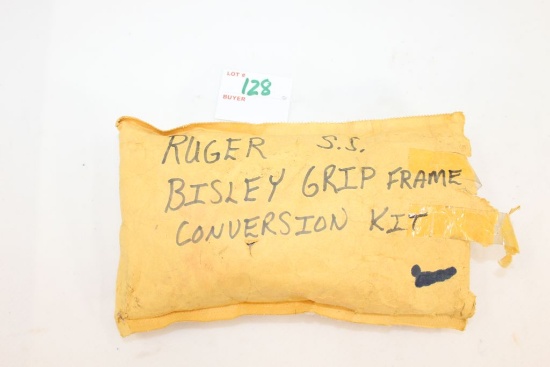 LOT #
128
BUYER
RUGER S.S.
BISLEY GRIP FRAME
CONVERSION KIT